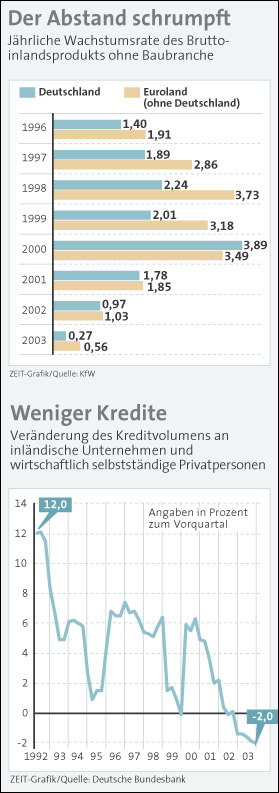 Der Abstand schrumpft
Jährliche Wachstumsrate des Brutto-
inlandsprodukts ohne Baubranche
Deutschland Euroland
(ohne Deutschland)
1996 1,40
1,91
1997 1,89
2,86
1998 2,24
3,73
1999 2,01
3,18
2000 3,89
3,49
2001 1,78
1,85
2002 0,97
1,03
2003 0,27
0,56
ZEIT-Grafik/Quelle: KfW
Weniger Kredite
Veränderung des Kreditvolumens an
inländische Unternehmen und
wirtschaftlich selbstständige Privatpersonen
14
12,0
Angaben in Prozent
zum Vorquartal
12
10
8
6
4
2
0
-2,0
-2
1992 93 94 95 96 97 98 99 00 01 02 03
ZEIT-Grafik/Quelle: Deutsche Bundesbank